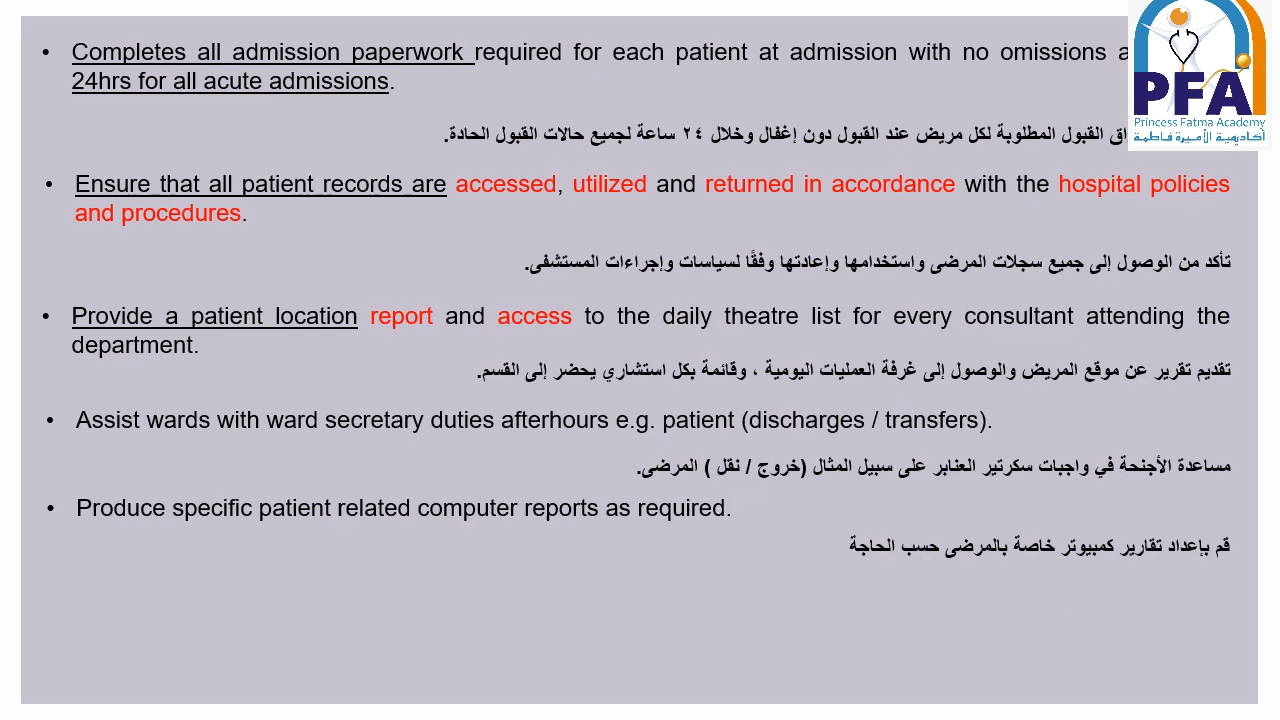 • Completes all admission paperwork required for each patient at admission with no omissions
24hrs for all acute admissions.
القبول المطلوبة لكل مريض عند القبول دون إغفال وخلال ٢٤ ساعة لجميع حالات القبول الحادة.
• Ensure that all patient records are accessed, utilized and returned in accordance with the hospital policies
and procedures.
تأكد من الوصول إلى جميع سجلات المرضى واستخدامها وإعادتها وفقًا لسياسات وإجراءات المستشفى.
• Provide a patient location report and access to the daily theatre list for every consultant attending the
department.
تقديم تقرير عن موقع المريض والوصول إلى غرفة العمليات اليومية ، وقائمة بكل استشاري يحضر إلى القسم.
• Assist wards with ward secretary duties afterhours e.g. patient (discharges / transfers).
مساعدة الأجنحة في واجبات سكرتير العنابر على سبيل المثال (خروج / نقل ) المرضى.
• Produce specific patient related computer reports as required.
قم بإعداد تقارير كمبيوتر خاصة بالمرضى حسب الحاجة
PFA
Princess Fatma Academy
أكاديمية الأميرة فاطمة